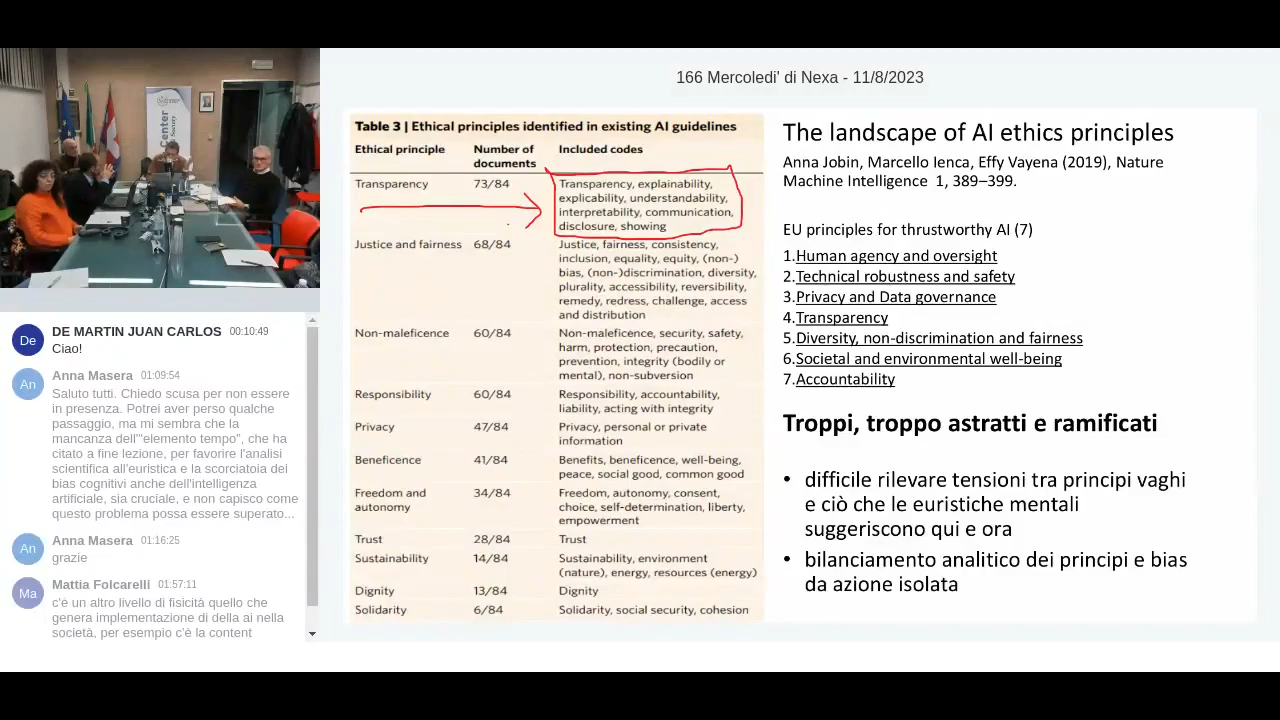 166 Mercoledi' di Nexa - 11/8/2023
Center
Society
De
DE MARTIN JUAN CARLOS 00:10:49
Ciao!
An
Anna Masera 01:09:54
Saluto tutti. Chiedo scusa per non essere
in presenza. Potrei aver perso qualche
passaggio, ma mi sembra che la
mancanza dell'"elemento tempo", che ha
citato a fine lezione, per favorire l'analisi
scientifica all'euristica e la scorciatoia dei
bias cognitivi anche dell'intelligenza
artificiale, sia cruciale, e non capisco come
questo problema possa essere superato...
An
Anna Masera 01:16:25
grazie
Ma
Mattia Folcarelli 01:57:11
c'è un altro livello di fisicità quello che
genera implementazione di della ai nella
società, per esempio c'è la content
Table 3 | Ethical principles identified in existing AI guidelines
Ethical principle Number of documents Included codes
Transparency 73/84 Transparency, explainability,
explicability, understandability,
interpretability, communication,
disclosure, showing
Justice and fairness 68/84 Justice, fairness, consistency,
inclusion, equality, equity, (non-)
bias, (non-)discrimination, diversity,
plurality, accessibility, reversibility,
remedy, redress, challenge, access
and distribution
Non-maleficence 60/84 Non-maleficence, security, safety,
harm, protection, precaution,
prevention, integrity (bodily or
mental), non-subversion
Responsibility 60/84 Responsibility, accountability,
liability, acting with integrity
Privacy 47/84 Privacy, personal or private
information
Beneficence 41/84 Benefits, beneficence, well-being,
peace, social good, common good
Freedom and autonomy 34/84 Freedom, autonomy, consent,
choice, self-determination, liberty,
empowerment
Trust 28/84 Trust
Sustainability 14/84 Sustainability, environment
(nature), energy, resources (energy)
Dignity 13/84 Dignity
Solidarity 6/84 Solidarity, social security, cohesion
The landscape of AI ethics principles
Anna Jobin, Marcello Ienca, Effy Vayena (2019), Nature
Machine Intelligence 1, 389–399.
EU principles for thrustworthy AI (7)
1.Human agency and oversight
2.Technical robustness and safety
3.Privacy and Data governance
4.Transparency
5.Diversity, non-discrimination and fairness
6.Societal and environmental well-being
7.Accountability
Troppi, troppo astratti e ramificati
• difficile rilevare tensioni tra principi vaghi
e ciò che le euristiche mentali
suggeriscono qui e ora
• bilanciamento analitico dei principi e bias
da azione isolata